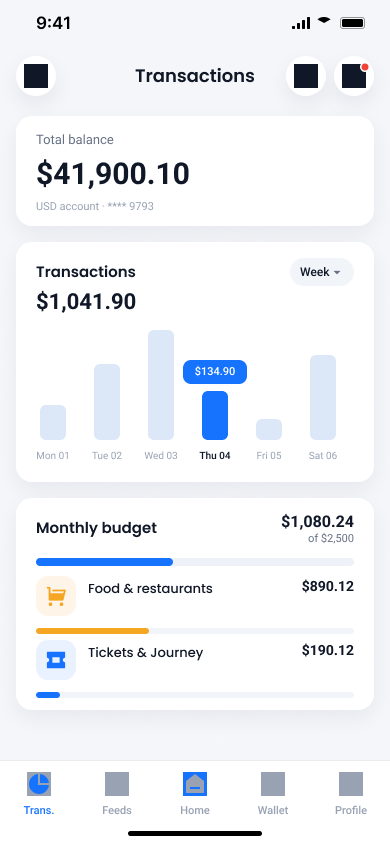 9:41
Transactions
Total balance
$41,900.10
USD account · **** 9793
Transactions
Week
$1,041.90
$134.90
Mon 01 Tue 02 Wed 03 Thu 04 Fri 05 Sat 06
Monthly budget
$1,080.24
of $2,500
Food & restaurants
$890.12
Tickets & Journey
$190.12
Trans. Feeds Home Wallet Profile